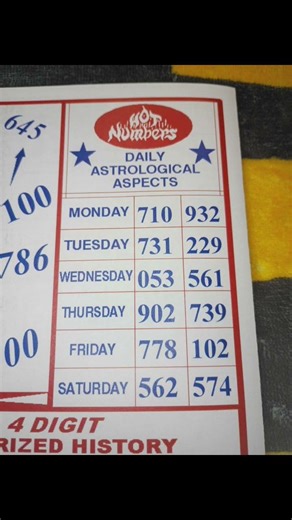 645
100
786
00
HOT
NUMBERS
DAILY
ASTROLOGICAL
ASPECTS
MONDAY 710 932
TUESDAY 731 229
WEDNESDAY 053 561
THURSDAY 902 739
FRIDAY 778 102
SATURDAY 562 574
4 DIGIT
RIZED HISTORY